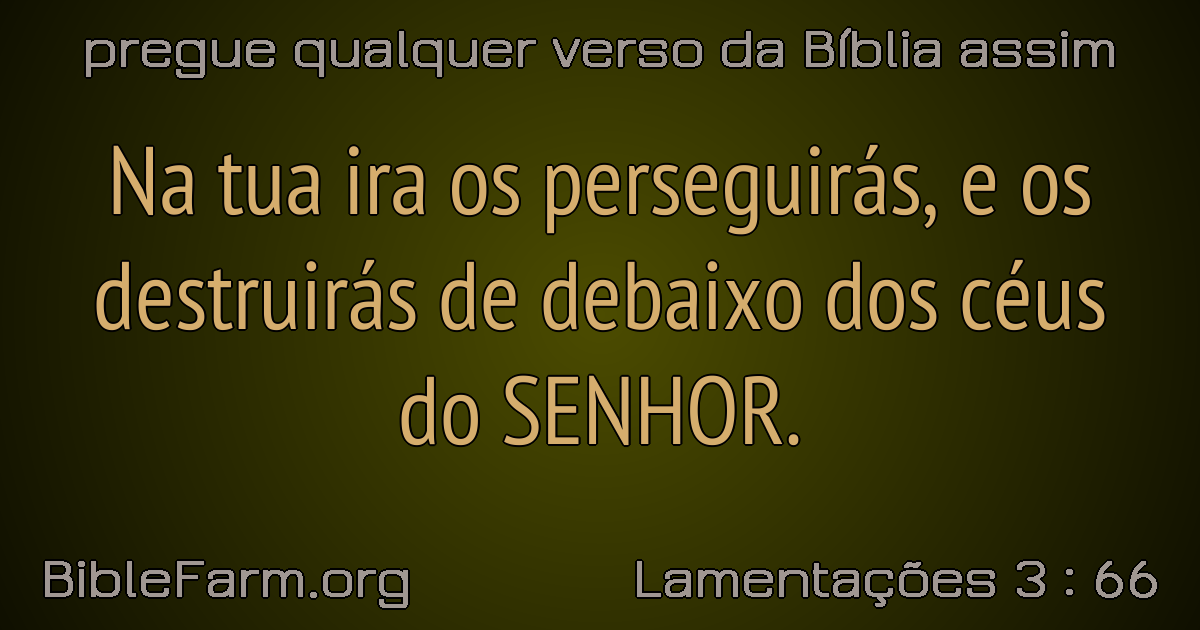 pregue qualquer verso da Bíblia assim
Na tua ira os perseguirás, e os
destruirás de debaixo dos céus
do SENHOR.
BibleFarm.org
Lamentações 3 : 66